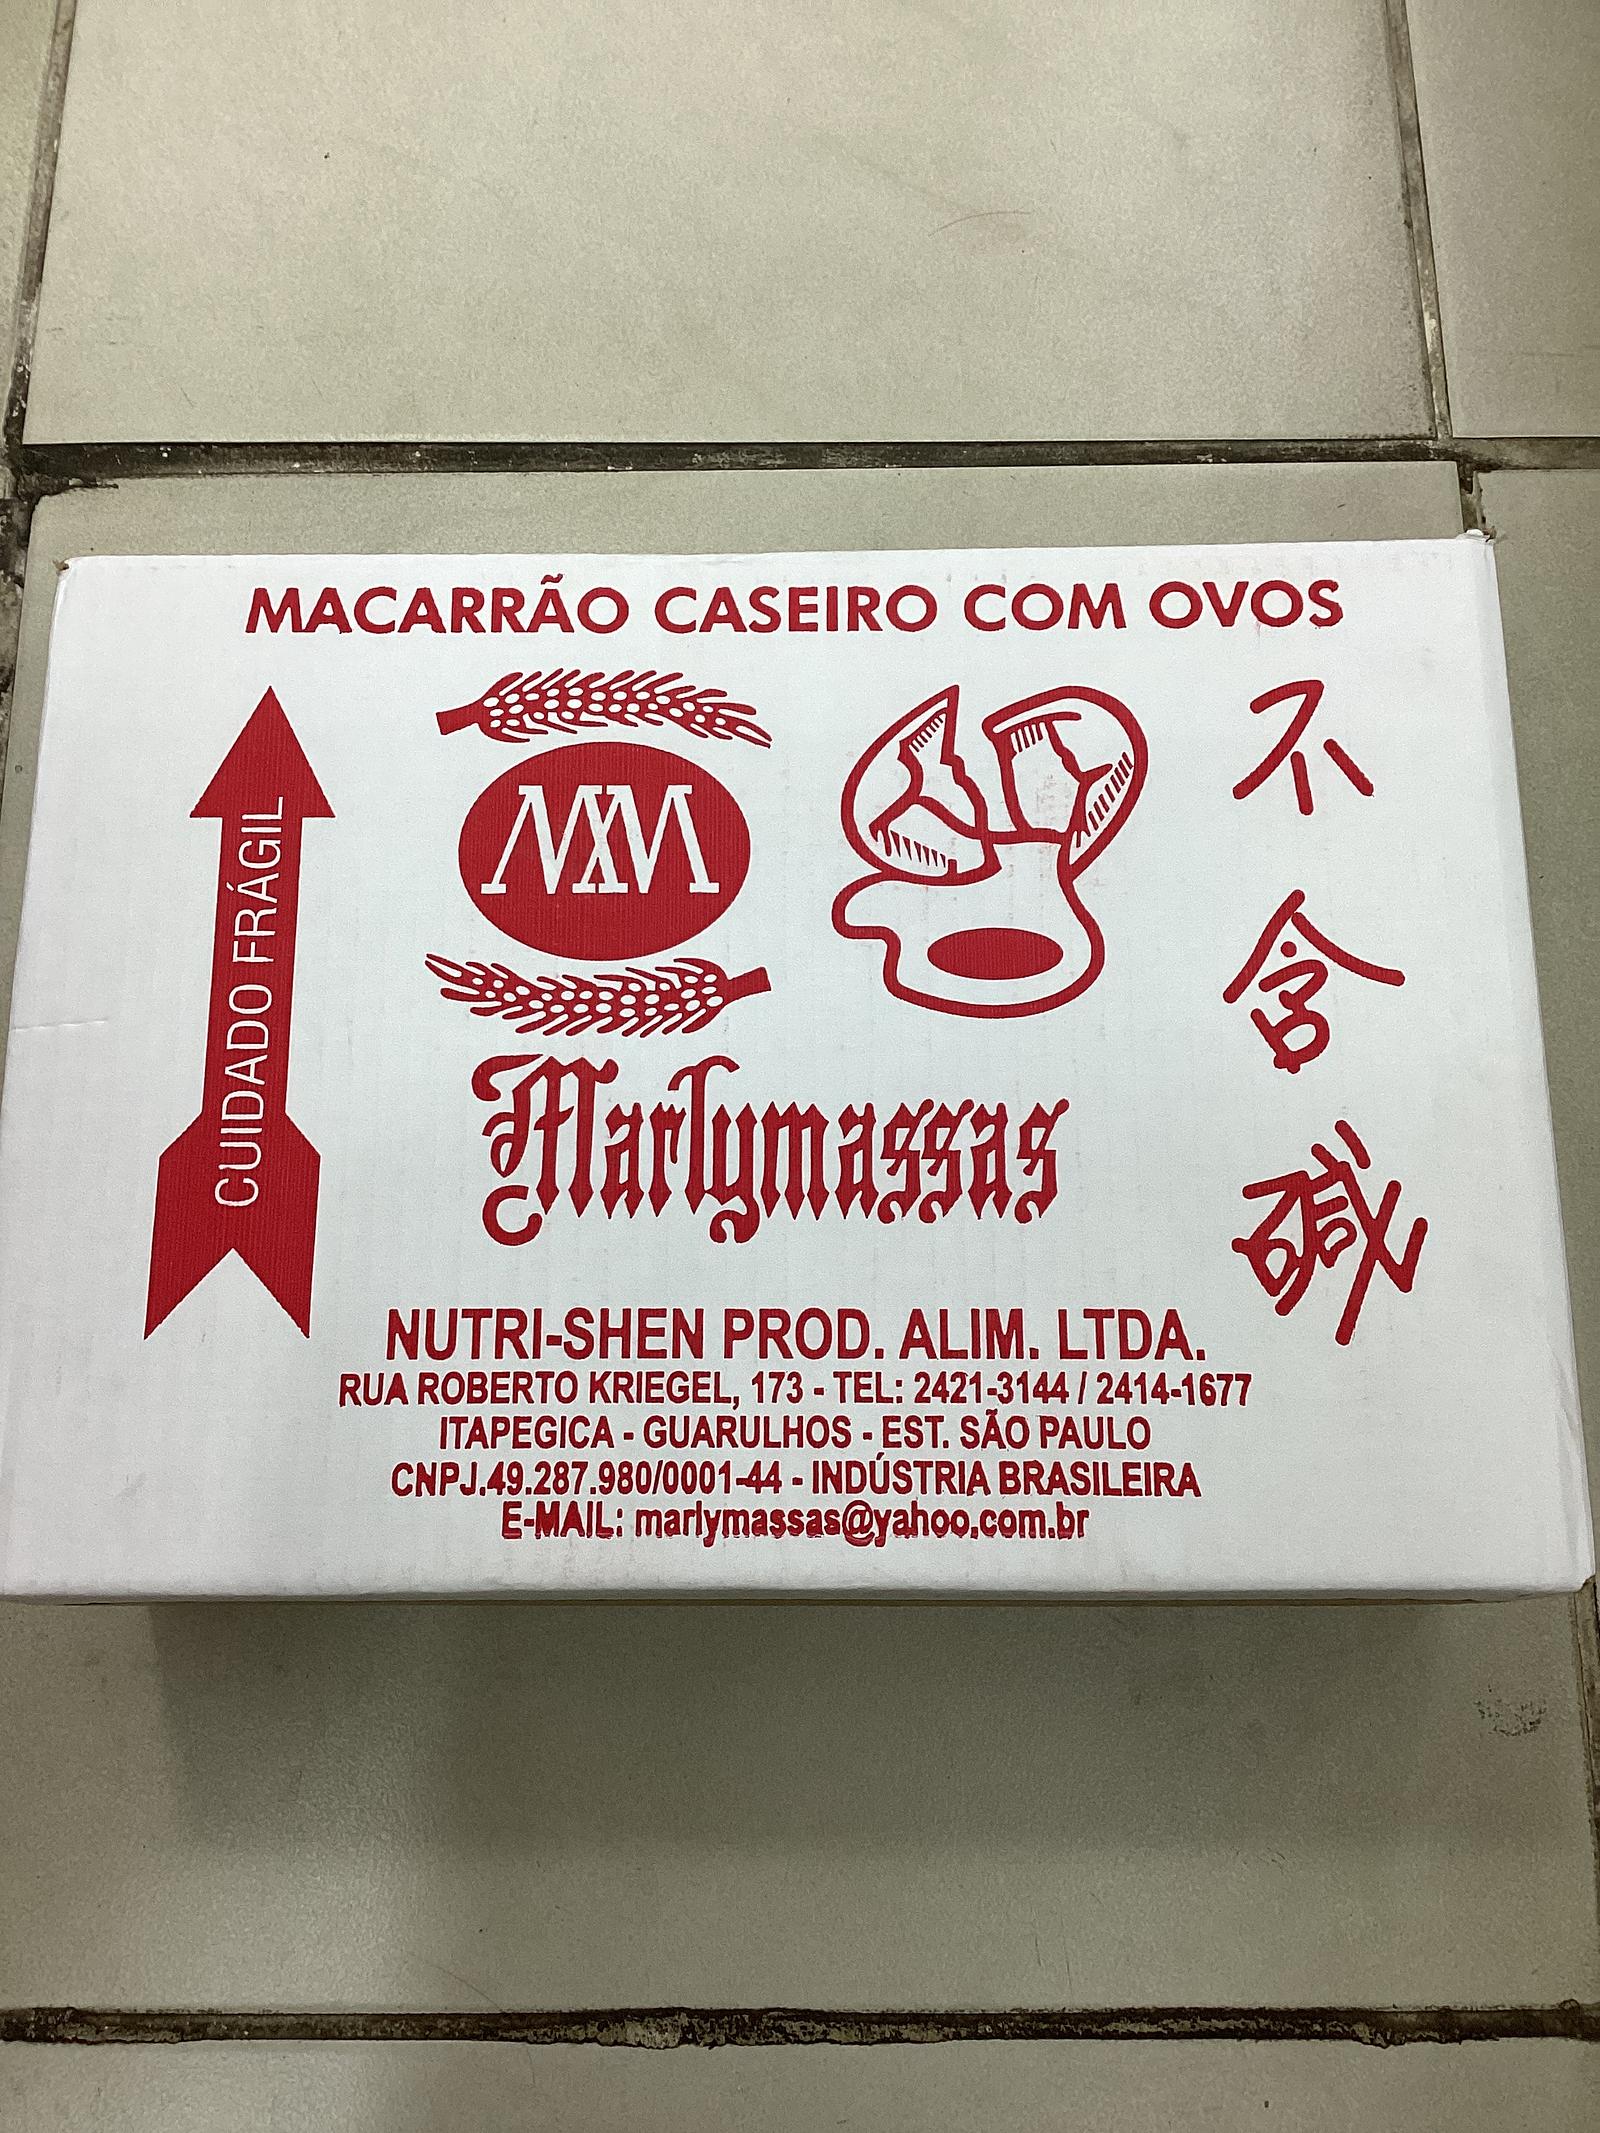 MACARRÃO CASEIRO COM OVOS
CUIDADO FRÁGIL
MM
Marlymassas
不含碱
NUTRI-SHEN PROD. ALIM. LTDA.
RUA ROBERTO KRIEGEL, 173 - TEL: 2421-3144 / 2414-1677
ITAPEGICA - GUARULHOS - EST. SÃO PAULO
CNPJ.49.287.980/0001-44 - INDÚSTRIA BRASILEIRA
E-MAIL: marlymassas@yahoo.com.br